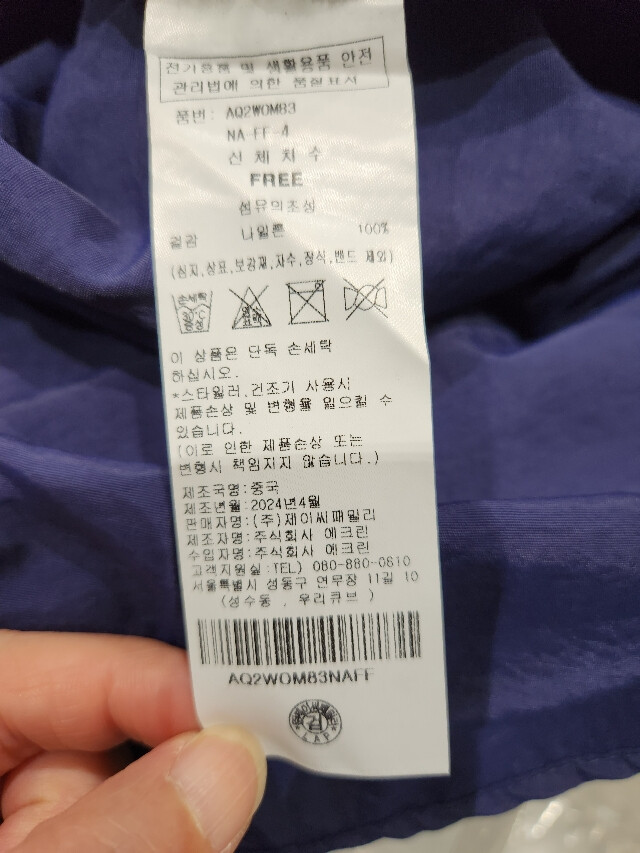 전기용품 및 생활용품 안전
관리법에 의한 품질표시
품번: AQ2WOM83
NA-FF-4
신 체 치 수
FREE
섬유의조성
겉감 나일론 100%
(심지,상표,보강재,자수,장식,밴드 제외)
손세탁
30℃
중성
이 상품은 단독 손세탁
하십시오.
*스타일러,건조기 사용시
제품손상 및 변형을 일으킬 수
있습니다.
(이로 인한 제품손상 또는
변형시 책임지지 않습니다.)
제조국명:중국
제조년월:2024년4월
판매자명:(주)제이씨패밀리
제조자명:주식회사 에크린
수입자명:주식회사 에크린
고객지원실:TEL) 080-880-0810
서울특별시 성동구 연무장 11길 10
(성수동 , 우리큐브 )
AQ2WOM83NAFF
검
LAP